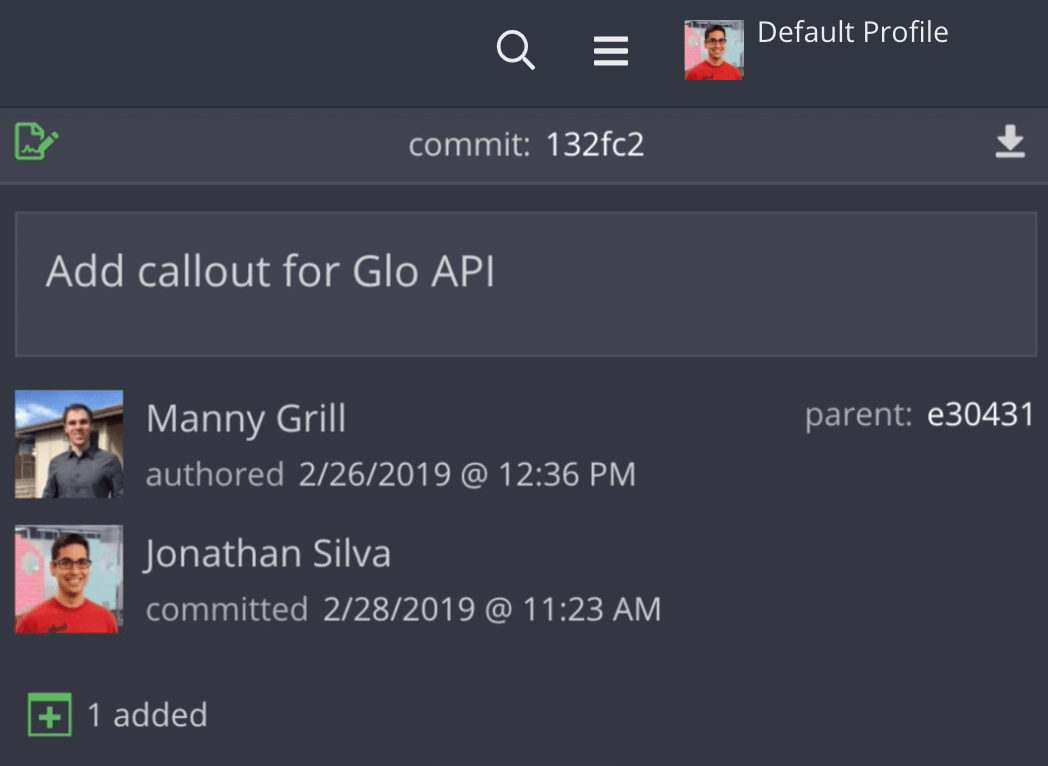 Default Profile
commit: 132fc2
Add callout for Glo API
Manny Grill
parent: e30431
authored 2/26/2019 @ 12:36 PM
Jonathan Silva
committed 2/28/2019 @ 11:23 AM
1 added